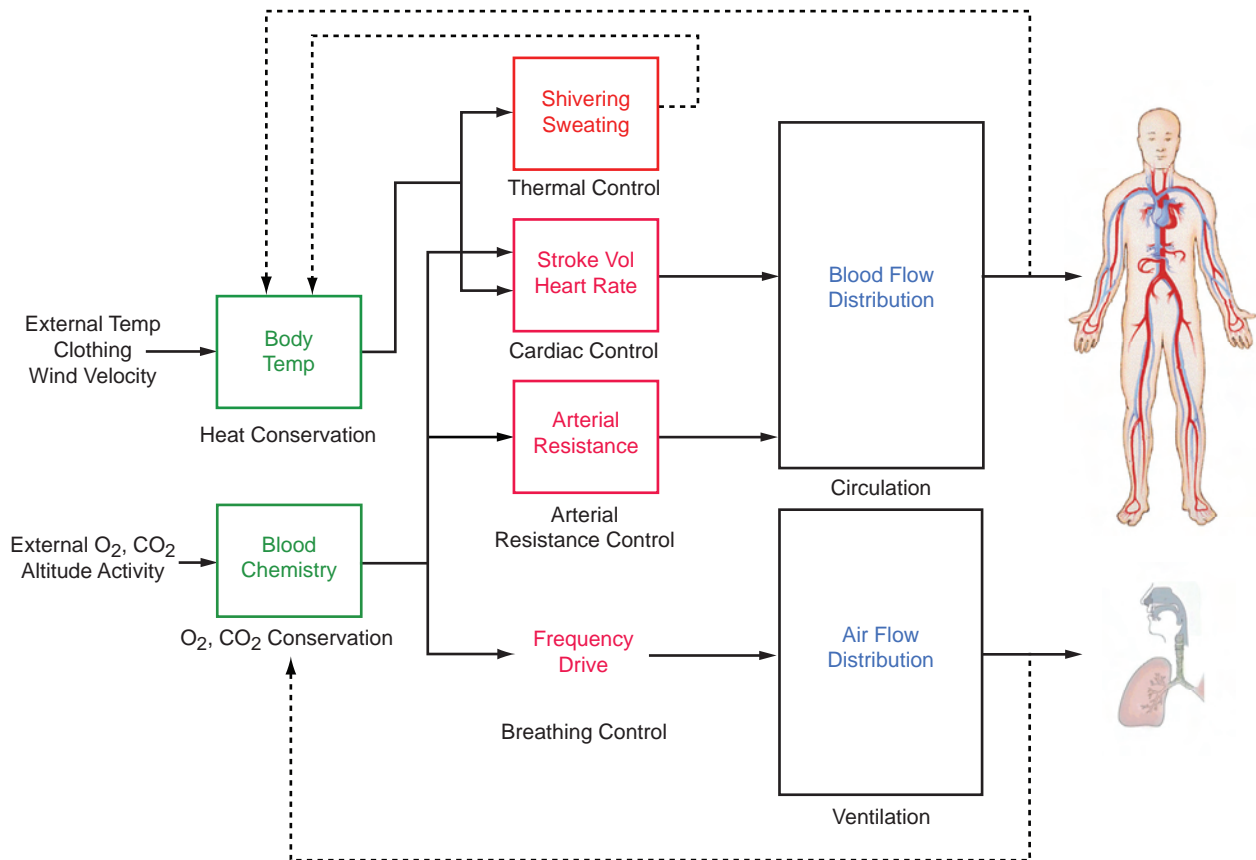 Shivering
Sweating
Thermal Control
Stroke Vol
Heart Rate
Cardiac Control
Blood Flow
Distribution
External Temp
Clothing
Wind Velocity
Body
Temp
Heat Conservation
Arterial
Resistance
Arterial
Resistance Control
Circulation
External O₂, CO₂
Altitude Activity
Blood
Chemistry
O₂, CO₂ Conservation
Frequency
Drive
Breathing Control
Air Flow
Distribution
Ventilation